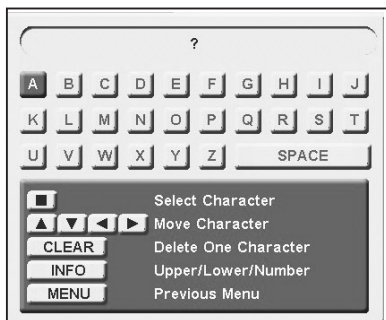 ?
A B C D E F G H I J
K L M N O P Q R S T
U V W X Y Z SPACE
■ Select Character
▲ ▼ ◀ ▶ Move Character
CLEAR Delete One Character
INFO Upper/Lower/Number
MENU Previous Menu